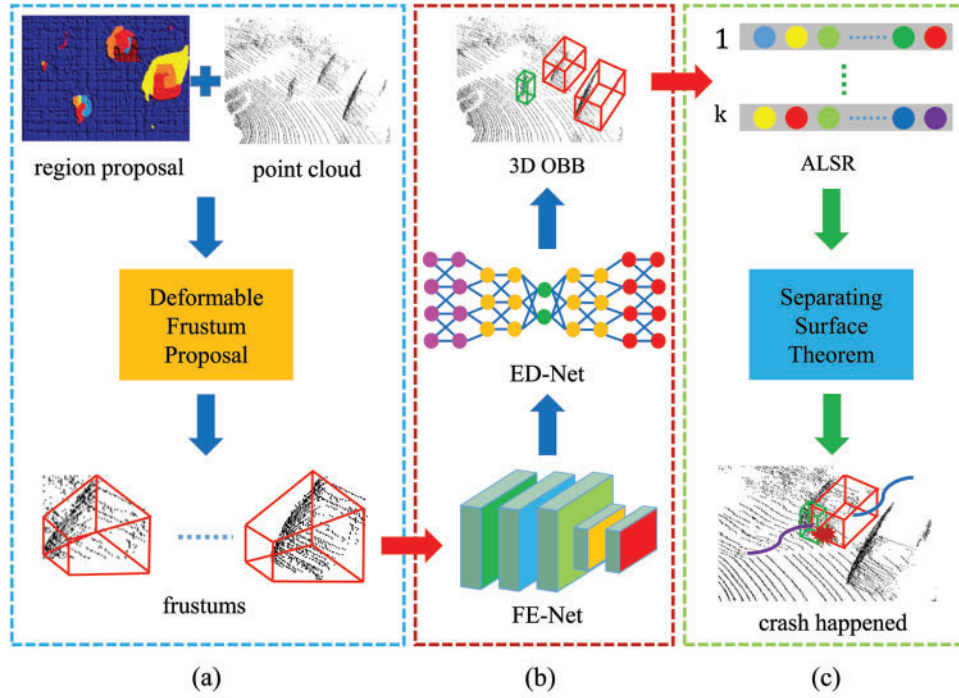 region proposal
point cloud
Deformable
Frustum
Proposal
frustums
(a)
3D OBB
ED-Net
FE-Net
(b)
1
k
ALSR
Separating
Surface
Theorem
crash happened
(c)